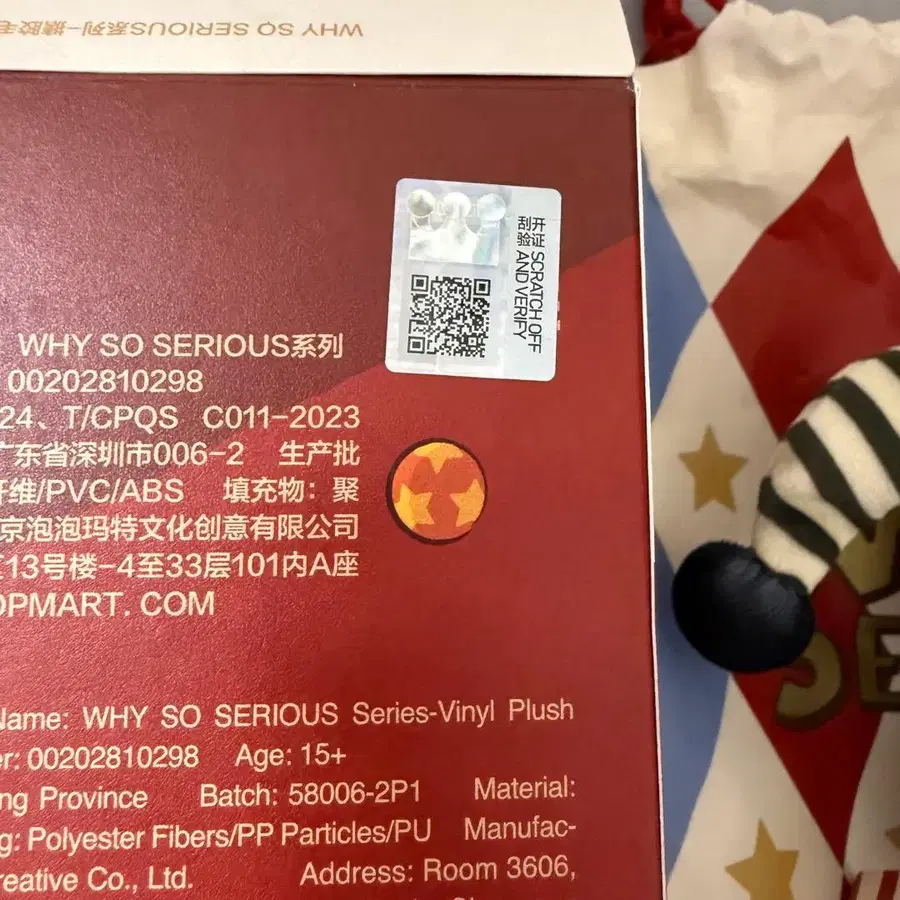 WHY SO SERIOUS系列-搪胶毛
开证 SCRATCH OFF
刮验 AND VERIFY
WHY SO SERIOUS系列
00202810298
24、T/CPQS C011-2023
广东省深圳市006-2 生产批
纤维/PVC/ABS 填充物：聚
京泡泡玛特文化创意有限公司
13号楼-4至33层101内A座
OPMART. COM
Name: WHY SO SERIOUS Series-Vinyl Plush
er: 00202810298 Age: 15+
ng Province Batch: 58006-2P1 Material:
g: Polyester Fibers/PP Particles/PU Manufac-
reative Co., Ltd. Address: Room 3606,
SE